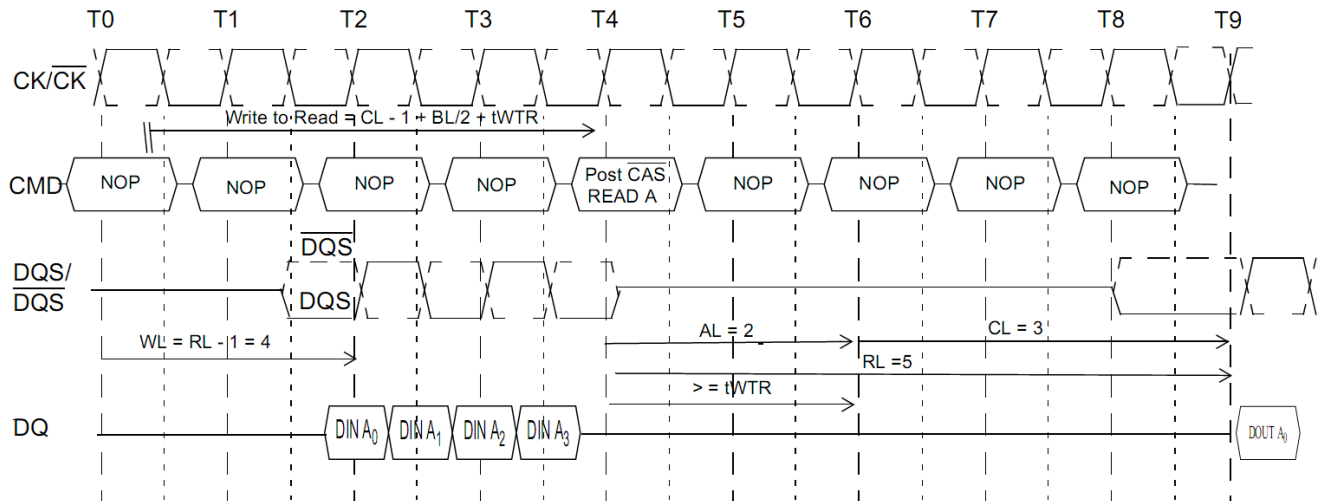 T0 T1 T2 T3 T4 T5 T6 T7 T8 T9
CK/CK
Write to Read = CL - 1 + BL/2 + tWTR
CMD NOP NOP NOP NOP Post CAS NOP NOP NOP NOP
READ A
DQS
DQS/
DQS
DQS
WL = RL - 1 = 4
AL = 2
CL = 3
RL =5
> = tWTR
DQ DIN A0 DIN A1 DIN A2 DIN A3 DOUT A0